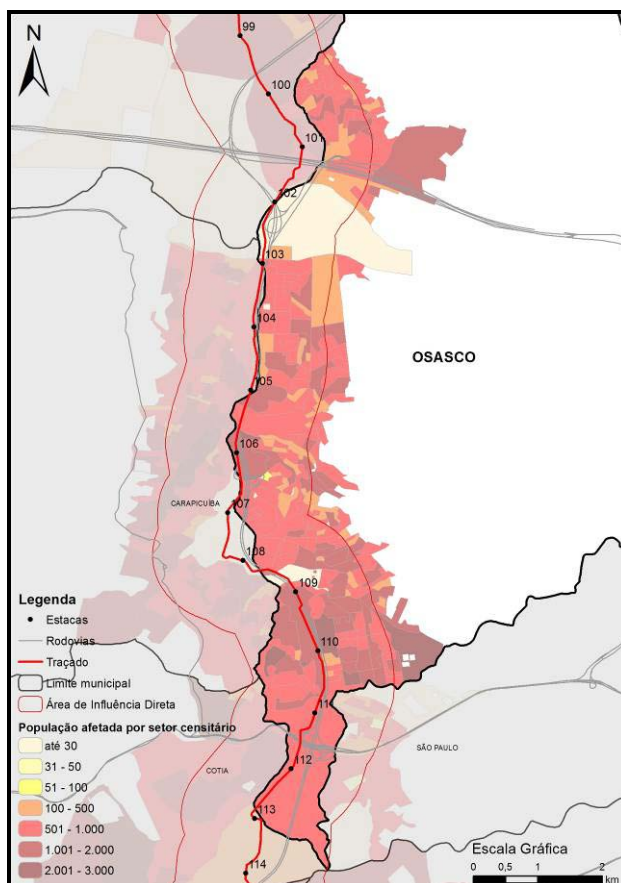 N
99
100
101
102
103
104
OSASCO
105
106
CARAPICUÍBA
107
108
109
110
11
SÃO PAULO
COTIA
112
113
114
Legenda
Estacas
Rodovias
Traçado
Limite municipal
Área de Influência Direta
População afetada por setor censitário
até 30
31 - 50
51 - 100
100 - 500
501 - 1.000
1.001 - 2.000
2.001 - 3.000
Escala Gráfica
0 0,5 1 2
km